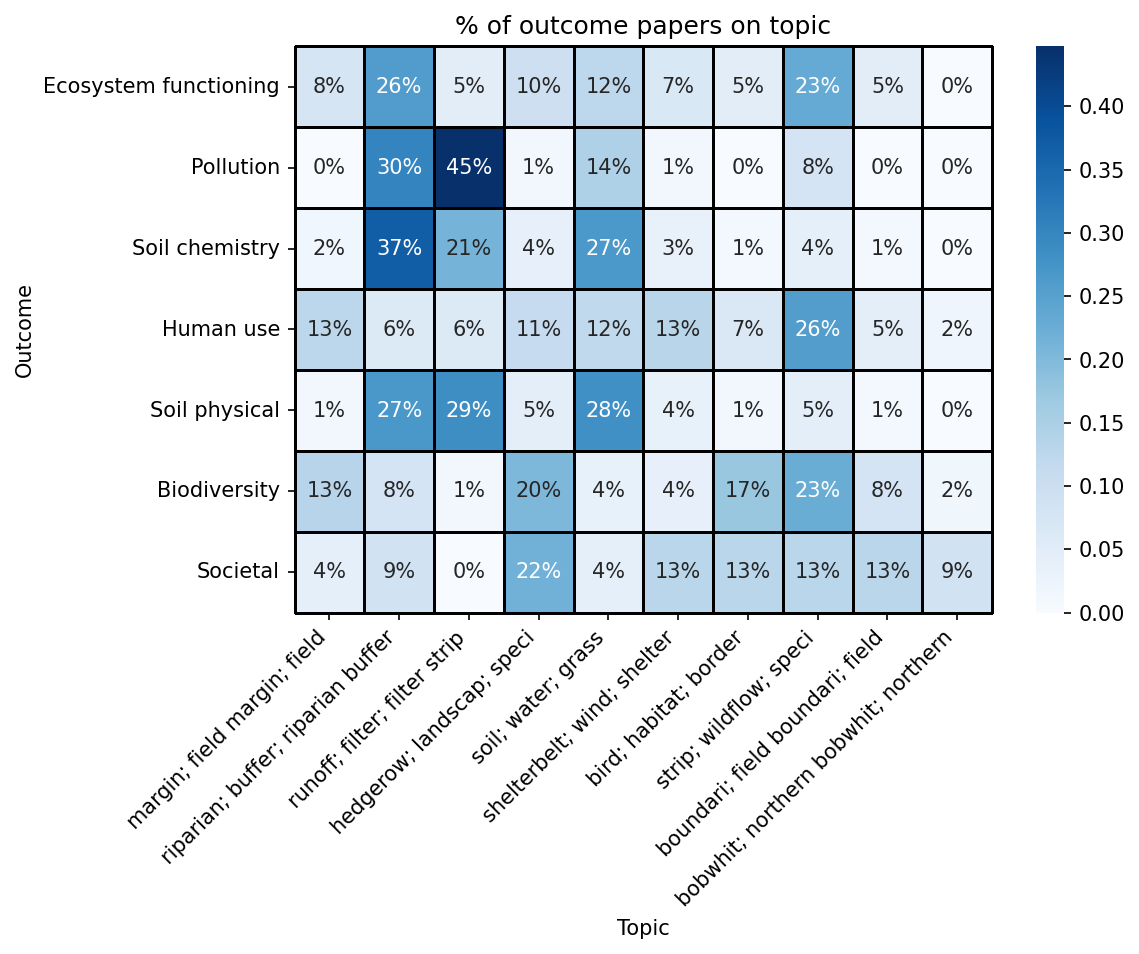 % of outcome papers on topic
Ecosystem functioning 8% 26% 5% 10% 12% 7% 5% 23% 5% 0%
Pollution 0% 30% 45% 1% 14% 1% 0% 8% 0% 0%
Soil chemistry 2% 37% 21% 4% 27% 3% 1% 4% 1% 0%
Human use 13% 6% 6% 11% 12% 13% 7% 26% 5% 2%
Soil physical 1% 27% 29% 5% 28% 4% 1% 5% 1% 0%
Biodiversity 13% 8% 1% 20% 4% 4% 17% 23% 8% 2%
Societal 4% 9% 0% 22% 4% 13% 13% 13% 13% 9%
Outcome
margin; field margin; field
riparian; buffer; riparian buffer
runoff; filter; filter strip
hedgerow; landscap; speci
soil; water; grass
shelterbelt; wind; shelter
bird; habitat; border
strip; wildflow; speci
boundari; field boundari; field
bobwhit; northern bobwhit; northern
Topic
0.40
0.35
0.30
0.25
0.20
0.15
0.10
0.05
0.00